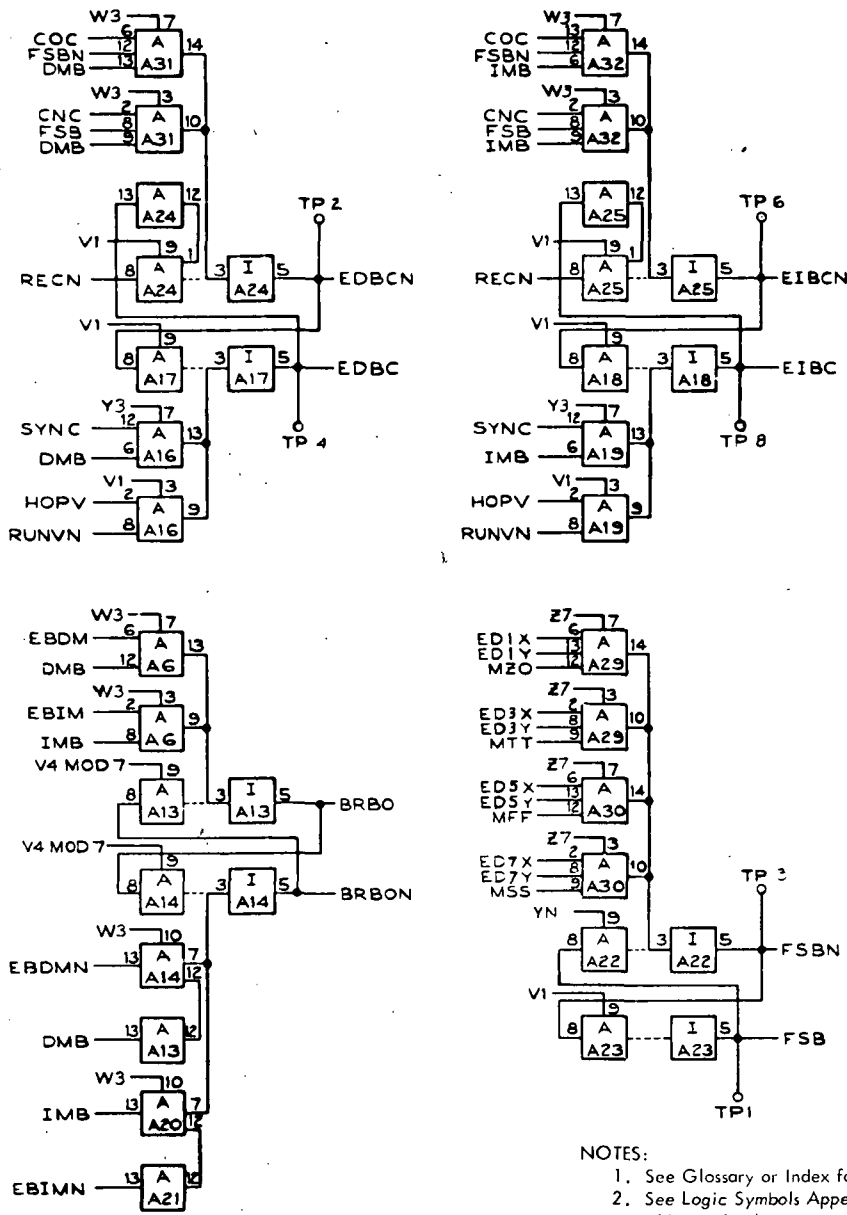 W3 7
COC 6
FSBN 12 A 14
DMB 13 A31
W3 3
CNC 2 A
FSB 8 10
DMB 9 A31
13 A 12
A24
TP 2
V1 9 1
RECN 8 A 3 I 5 EDBCN
A24 A24
V1 9
8 A 3 I 5 EDBC
A17 A17
Y3 7
SYNC 12 A 13
DMB 6 A16
TP 4
V1 3
HOPV 2 A 9
RUNVN 8 A16
W3 7
COC 13
FSBN 12 A 14
IMB 6 A32
W3 3
CNC 2 A
FSB 8 10
IMB 9 A32
13 A 12
A25
TP 6
V1 9 1
RECN 8 A 3 I 5 EIBCN
A25 A25
V1 9
8 A 3 I 5 EIBC
A18 A18
Y3 7
SYNC 12 A 13
IMB 6 A19
TP 8
V1 3
HOPV 2 A 9
RUNVN 8 A19
W3 7
EBDM 6 A 13
DMB 12 A6
W3 3
EBIM 2 A 9
IMB 8 A6
V4 MOD 7 9
8 A 3 I 5 BRBO
A13 A13
V4 MOD 7 9
8 A 3 I 5 BRBON
A14 A14
W3 10
EBDMN 13 A 7
A14 12
DMB 13 A 12
A13
W3 10
IMB 13 A 7
A20 12
EBIMN 13 A 12
A21
Z7 7
ED1X 6
ED1Y 13 A 14
MZO 12 A29
Z7 3
ED3X 2 A
ED3Y 8 10
MTT 9 A29
Z7 7
ED5X 6
ED5Y 13 A 14
MFF 12 A30
Z7 3
ED7X 2 A
ED7Y 8 10
MSS 9 A30
TP 3
YN 9
8 A 3 I 5 FSBN
A22 A22
V1 9
8 A I 5 FSB
A23 A23
TP1
NOTES:
1. See Glossary or Index fo
2. See Logic Symbols Appe